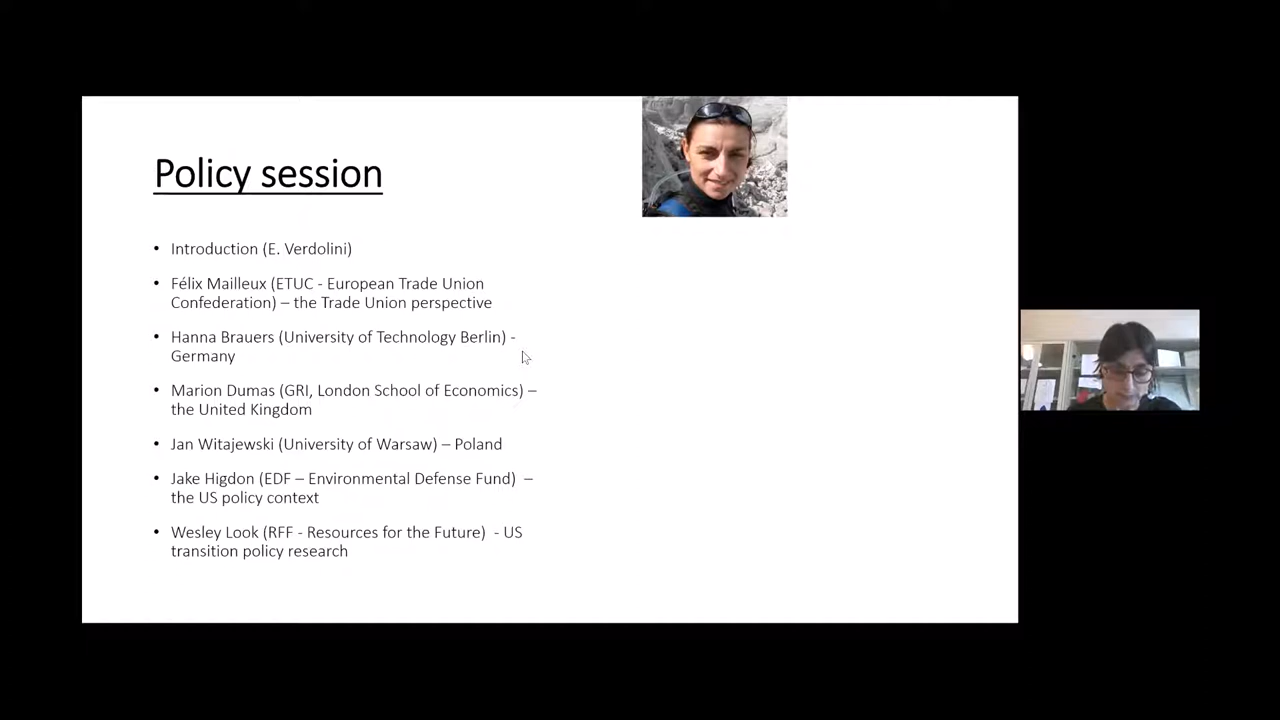 Policy session
• Introduction (E. Verdolini)
• Félix Mailleux (ETUC - European Trade Union
Confederation) – the Trade Union perspective
• Hanna Brauers (University of Technology Berlin) -
Germany
• Marion Dumas (GRI, London School of Economics) –
the United Kingdom
• Jan Witajewski (University of Warsaw) – Poland
• Jake Higdon (EDF – Environmental Defense Fund) –
the US policy context
• Wesley Look (RFF - Resources for the Future) - US
transition policy research